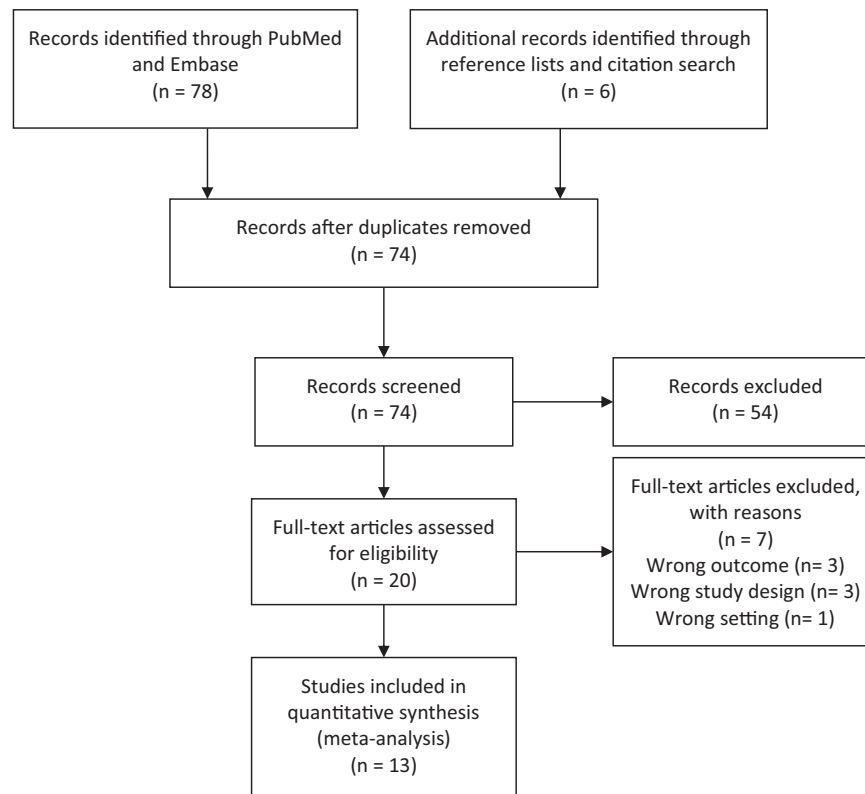 Records identified through PubMed
and Embase
(n = 78)
Additional records identified through
reference lists and citation search
(n = 6)
Records after duplicates removed
(n = 74)
Records screened
(n = 74)
Records excluded
(n = 54)
Full-text articles assessed
for eligibility
(n = 20)
Full-text articles excluded,
with reasons
(n = 7)
Wrong outcome (n= 3)
Wrong study design (n= 3)
Wrong setting (n= 1)
Studies included in
quantitative synthesis
(meta-analysis)
(n = 13)